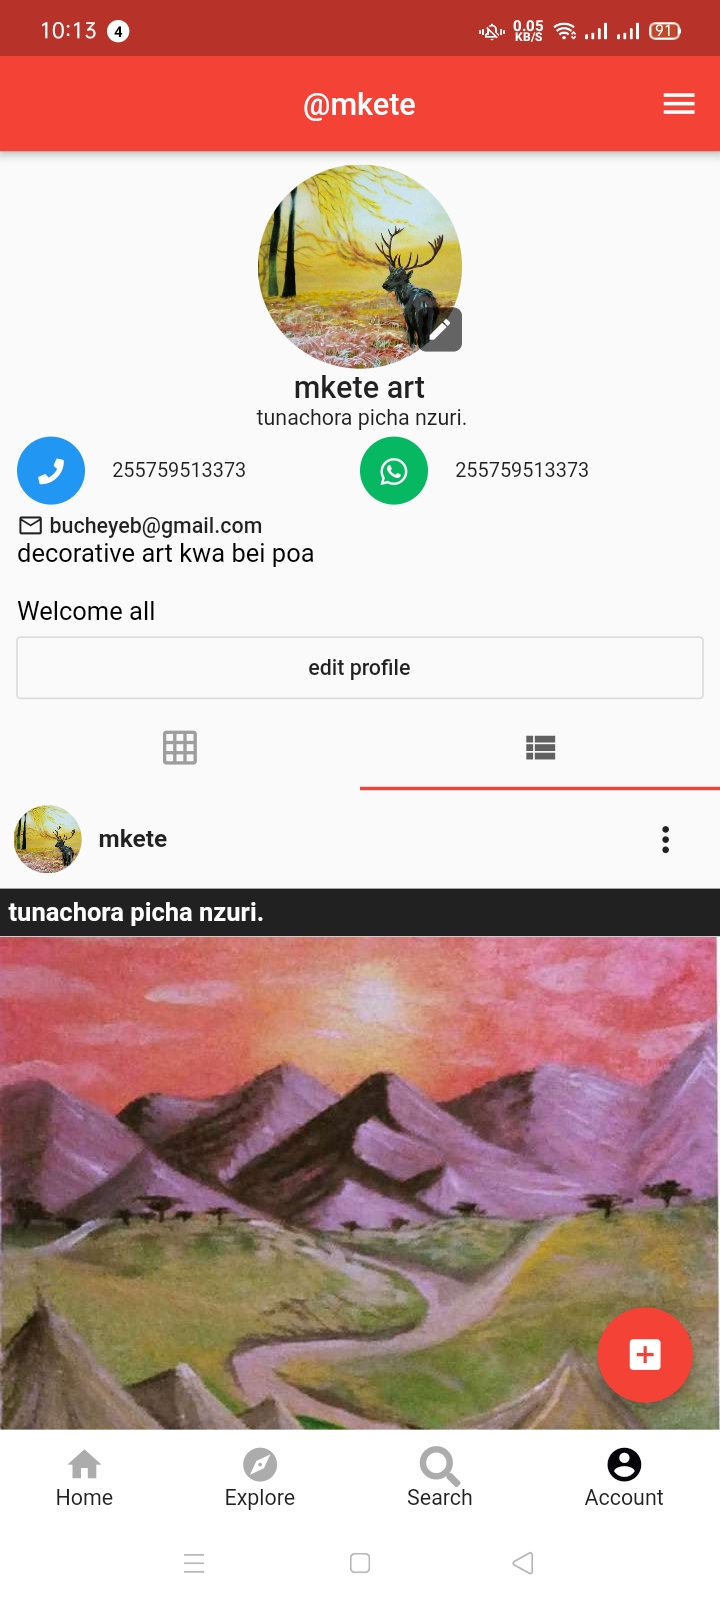 10:13 4 0.05 KB/S 91
@mkete
mkete art
tunachora picha nzuri.
255759513373 255759513373
bucheyeb@gmail.com
decorative art kwa bei poa
Welcome all
edit profile
mkete
tunachora picha nzuri.
Home Explore Search Account